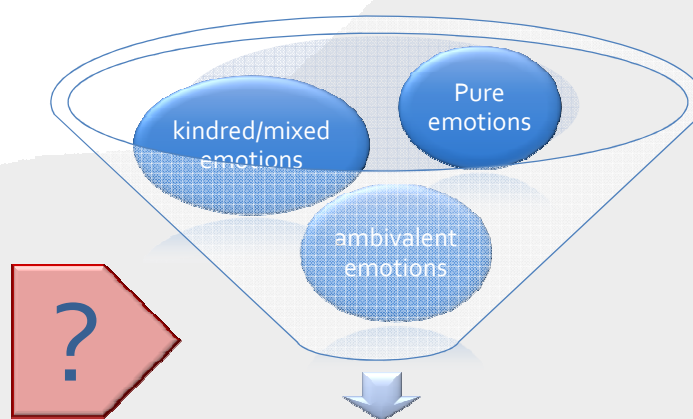 Pure
emotions
kindred/mixed
emotions
ambivalent
emotions
?